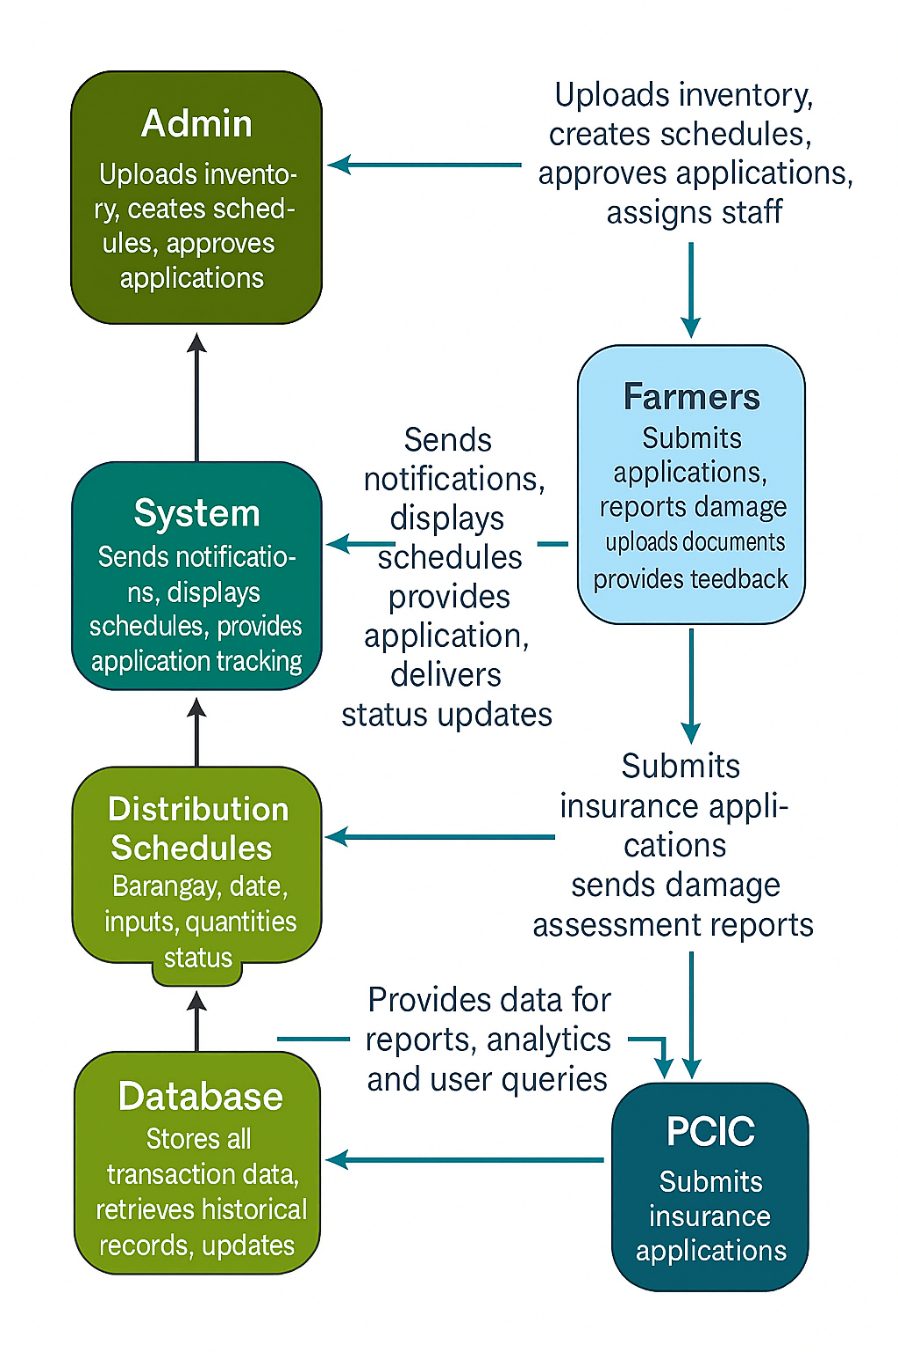 Admin
Uploads invento-
ry, ceates sched-
ules, approves
applications
Uploads inventory,
creates schedules,
approves applications,
assigns staff
Farmers
Submits
applications,
reports damage
uploads documents
provides teedback
System
Sends notificatio-
ns, displays
schedules, provides
application tracking
Sends
notifications,
displays
schedules
provides
application,
delivers
status updates
Distribution
Schedules
Barangay, date,
inputs, quantities
status
Submits
insurance appli-
cations
sends damage
assessment reports
Provides data for
reports, analytics
and user queries
Database
Stores all
transaction data,
retrieves historical
records, updates
PCIC
Submits
insurance
applications